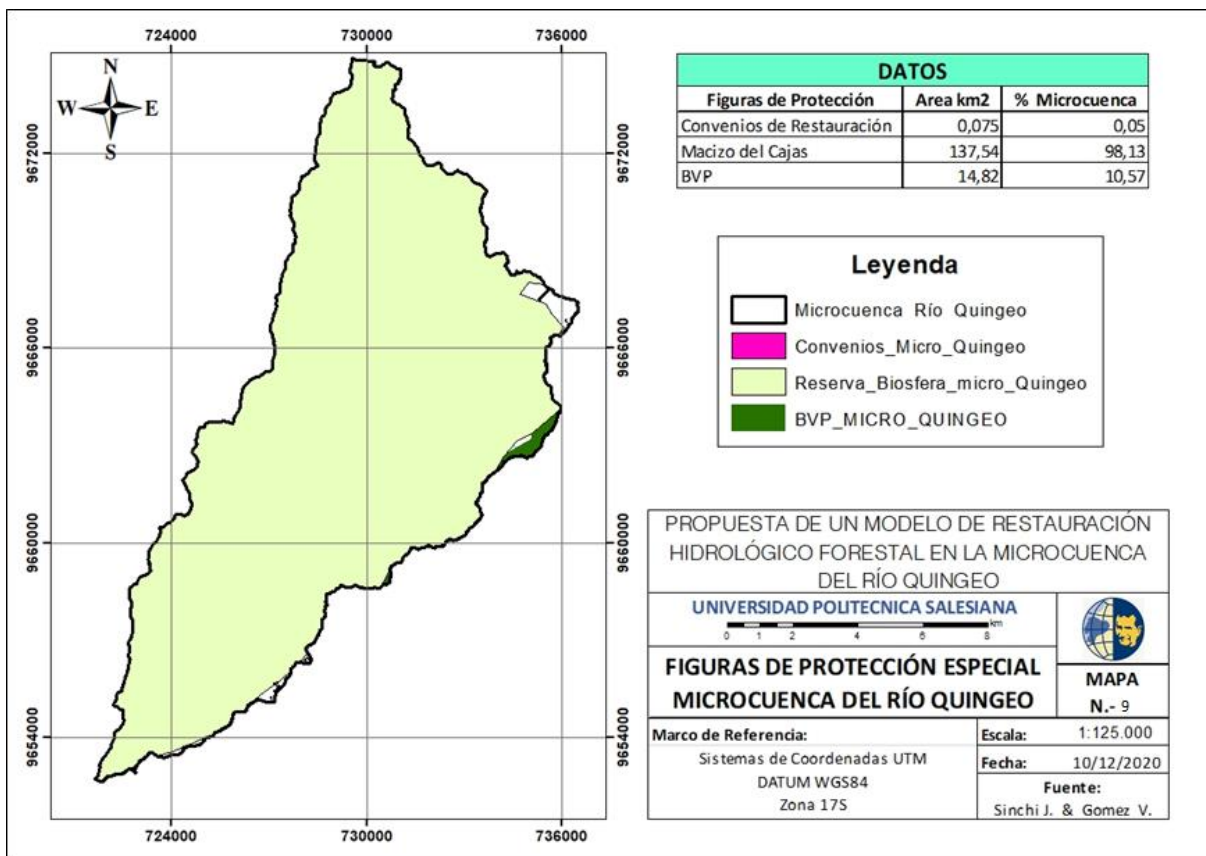 724000 730000 736000
N
W E
S
9672000 9672000
9666000 9666000
9660000 9660000
9654000 9654000
724000 730000 736000
DATOS
Figuras de Protección Area km2 % Microcuenca
Convenios de Restauración 0,075 0,05
Macizo del Cajas 137,54 98,13
BVP 14,82 10,57
Leyenda
Microcuenca Río Quingeo
Convenios_Micro_Quingeo
Reserva_Biosfera_micro_Quingeo
BVP_MICRO_QUINGEO
PROPUESTA DE UN MODELO DE RESTAURACIÓN
HIDROLÓGICO FORESTAL EN LA MICROCUENCA
DEL RÍO QUINGEO
UNIVERSIDAD POLITECNICA SALESIANA
km
0 1 2 4 6 8
FIGURAS DE PROTECCIÓN ESPECIAL
MICROCUENCA DEL RÍO QUINGEO
MAPA
N.- 9
Marco de Referencia:
Sistemas de Coordenadas UTM
DATUM WGS84
Zona 17S
Escala: 1:125.000
Fecha: 10/12/2020
Fuente:
Sinchi J. & Gomez V.